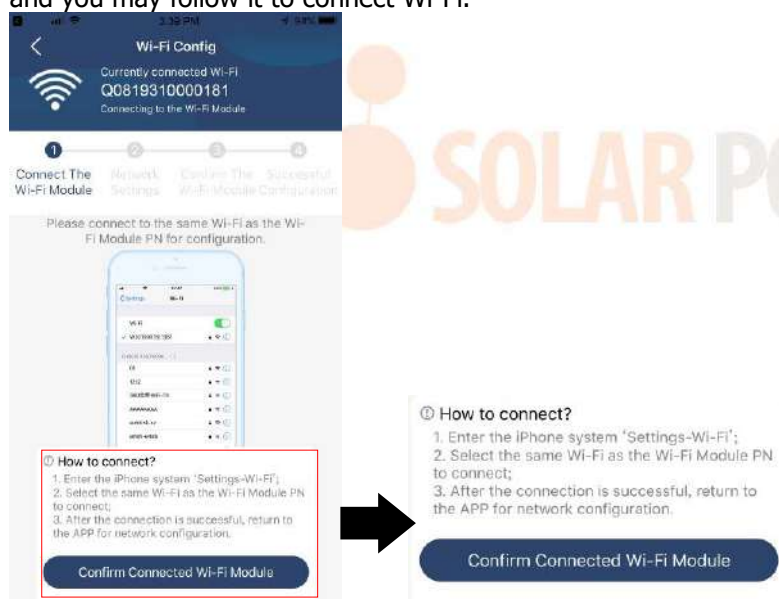 and you may follow it to connect Wi-Fi.
3:39 PM
Wi-Fi Config
Currently connected Wi-Fi
Q0819310000181
Connecting to the Wi-Fi Module
1 2 3 4
Connect The
Wi-Fi Module
Network
Settings
Confirm The
Wi-Fi Module
Successful
Configuration
Please connect to the same Wi-Fi as the Wi-
Fi Module PN for configuration.
Settings Wi-Fi
Wi-Fi
How to connect?
1. Enter the iPhone system ‘Settings-Wi-Fi’;
2. Select the same Wi-Fi as the Wi-Fi Module PN
to connect;
3. After the connection is successful, return to
the APP for network configuration.
Confirm Connected Wi-Fi Module
SOLAR PO
How to connect?
1. Enter the iPhone system ‘Settings-Wi-Fi’;
2. Select the same Wi-Fi as the Wi-Fi Module PN
to connect;
3. After the connection is successful, return to
the APP for network configuration.
Confirm Connected Wi-Fi Module